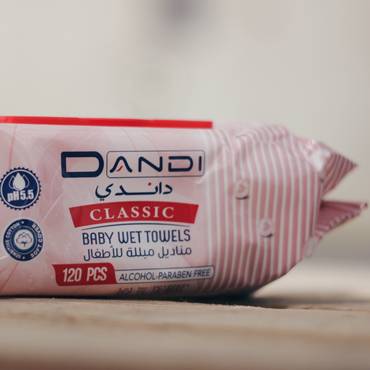 DANDI
داندي
CLASSIC
pH 5.5
BABY WET TOWELS
مناديل مبللة للأطفال
120 PCS
ALCOHOL-PARABEN FREE